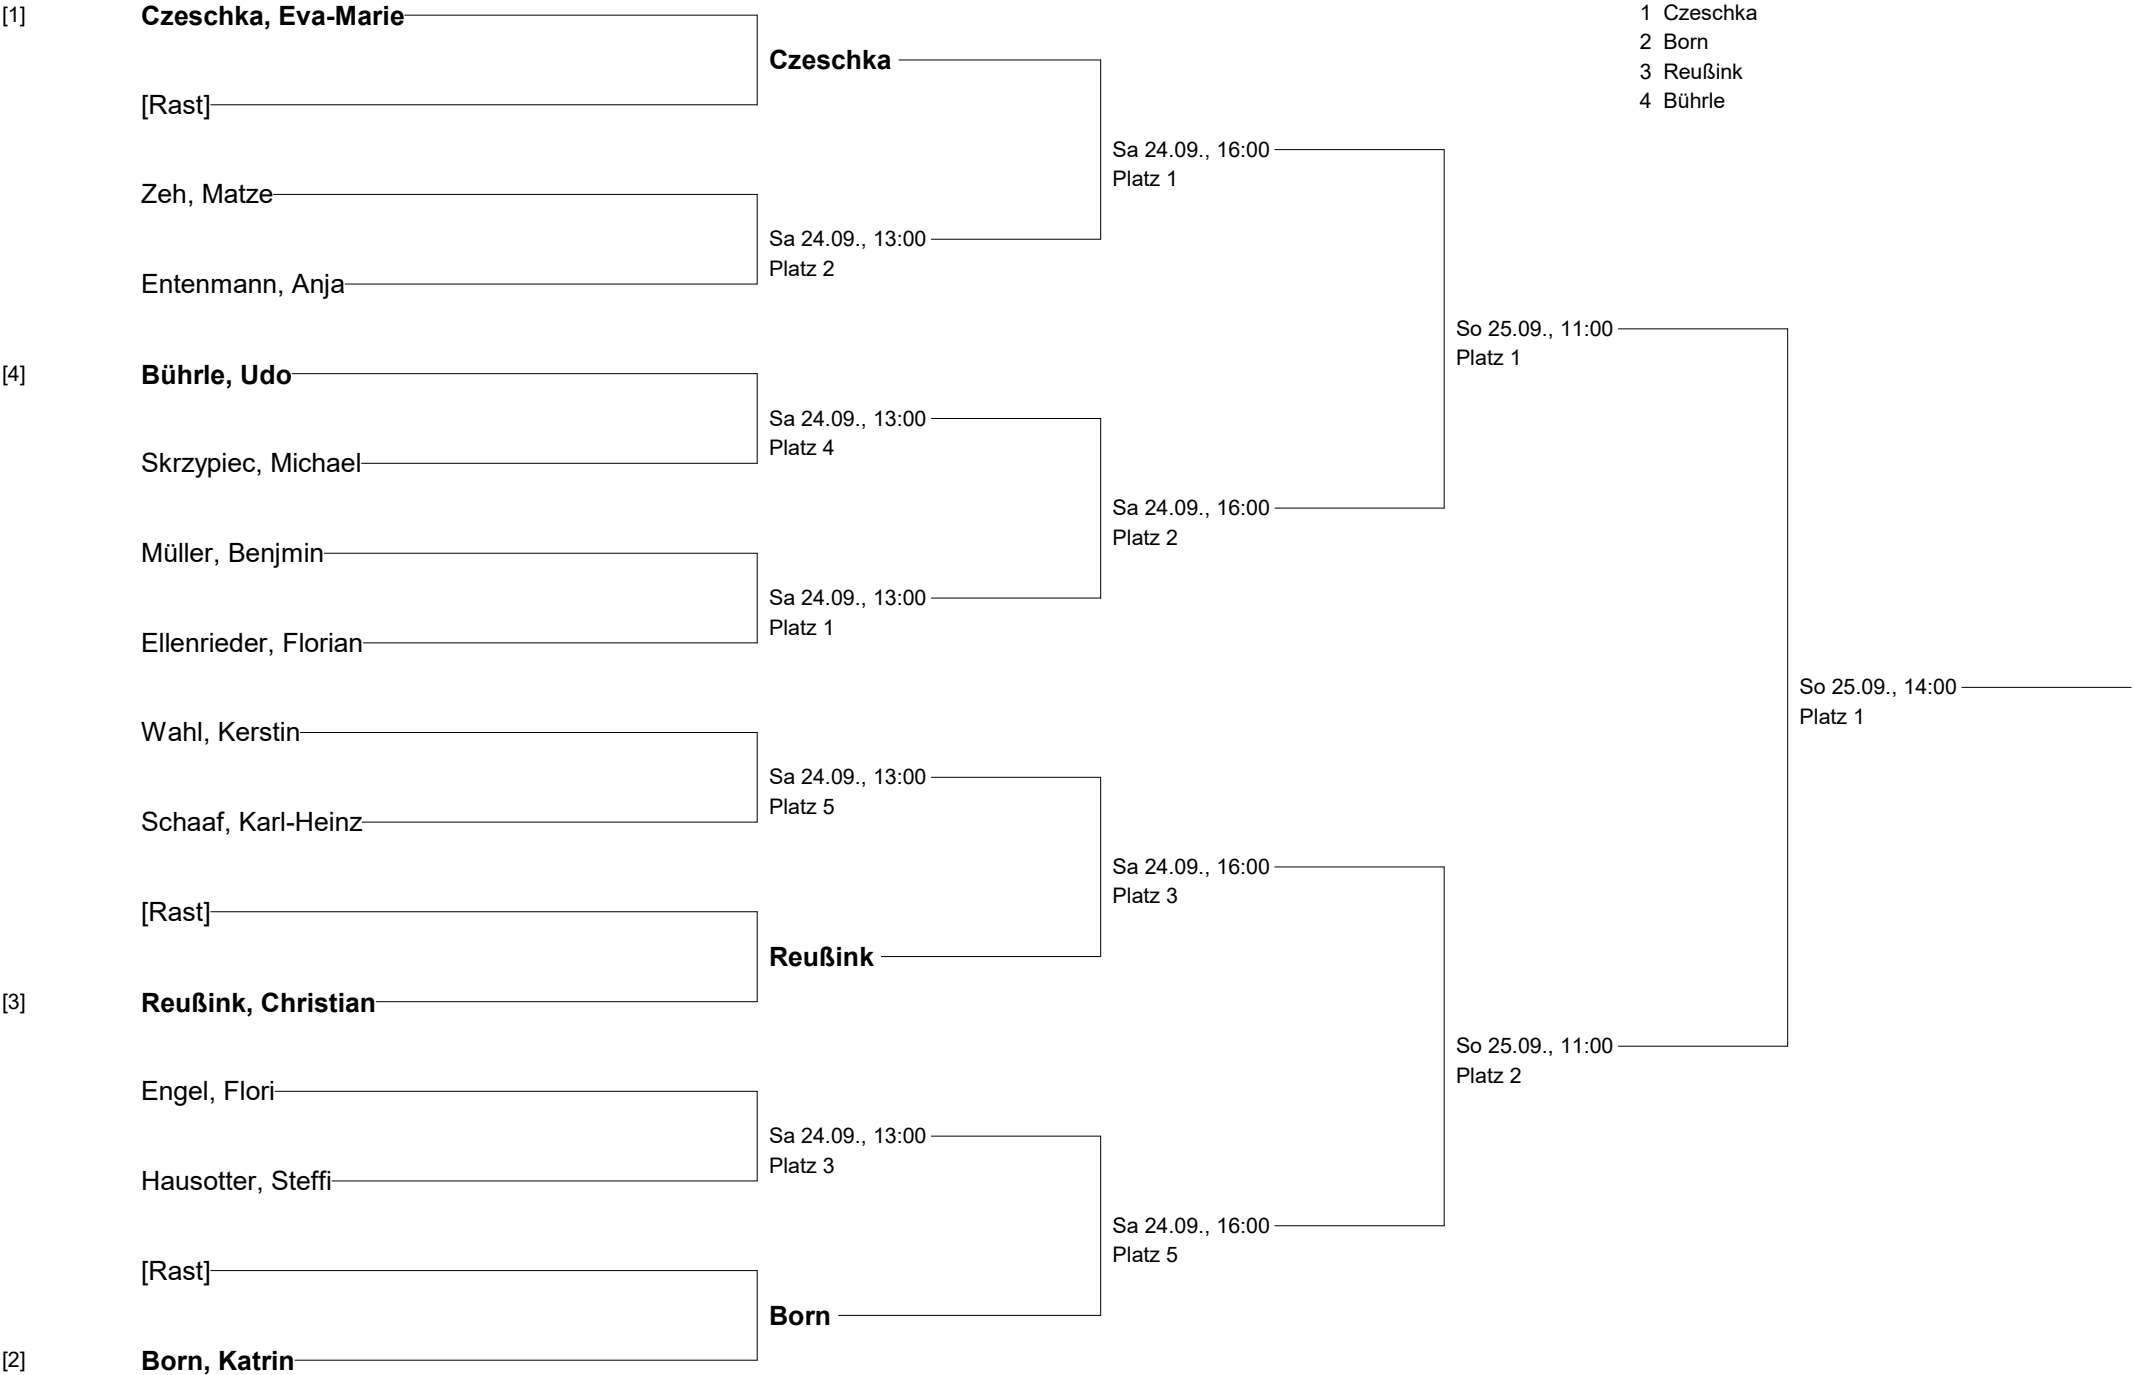 [1] Czeschka, Eva-Marie
1 Czeschka
2 Born
3 Reußink
4 Bührle
Czeschka
[Rast]
Sa 24.09., 16:00
Platz 1
Zeh, Matze
Sa 24.09., 13:00
Platz 2
Entenmann, Anja
So 25.09., 11:00
Platz 1
[4] Bührle, Udo
Sa 24.09., 13:00
Platz 4
Skrzypiec, Michael
Sa 24.09., 16:00
Platz 2
Müller, Benjmin
Sa 24.09., 13:00
Platz 1
Ellenrieder, Florian
So 25.09., 14:00
Platz 1
Wahl, Kerstin
Sa 24.09., 13:00
Platz 5
Schaaf, Karl-Heinz
Sa 24.09., 16:00
Platz 3
[Rast]
Reußink
[3] Reußink, Christian
So 25.09., 11:00
Platz 2
Engel, Flori
Sa 24.09., 13:00
Platz 3
Hausotter, Steffi
Sa 24.09., 16:00
Platz 5
[Rast]
Born
[2] Born, Katrin